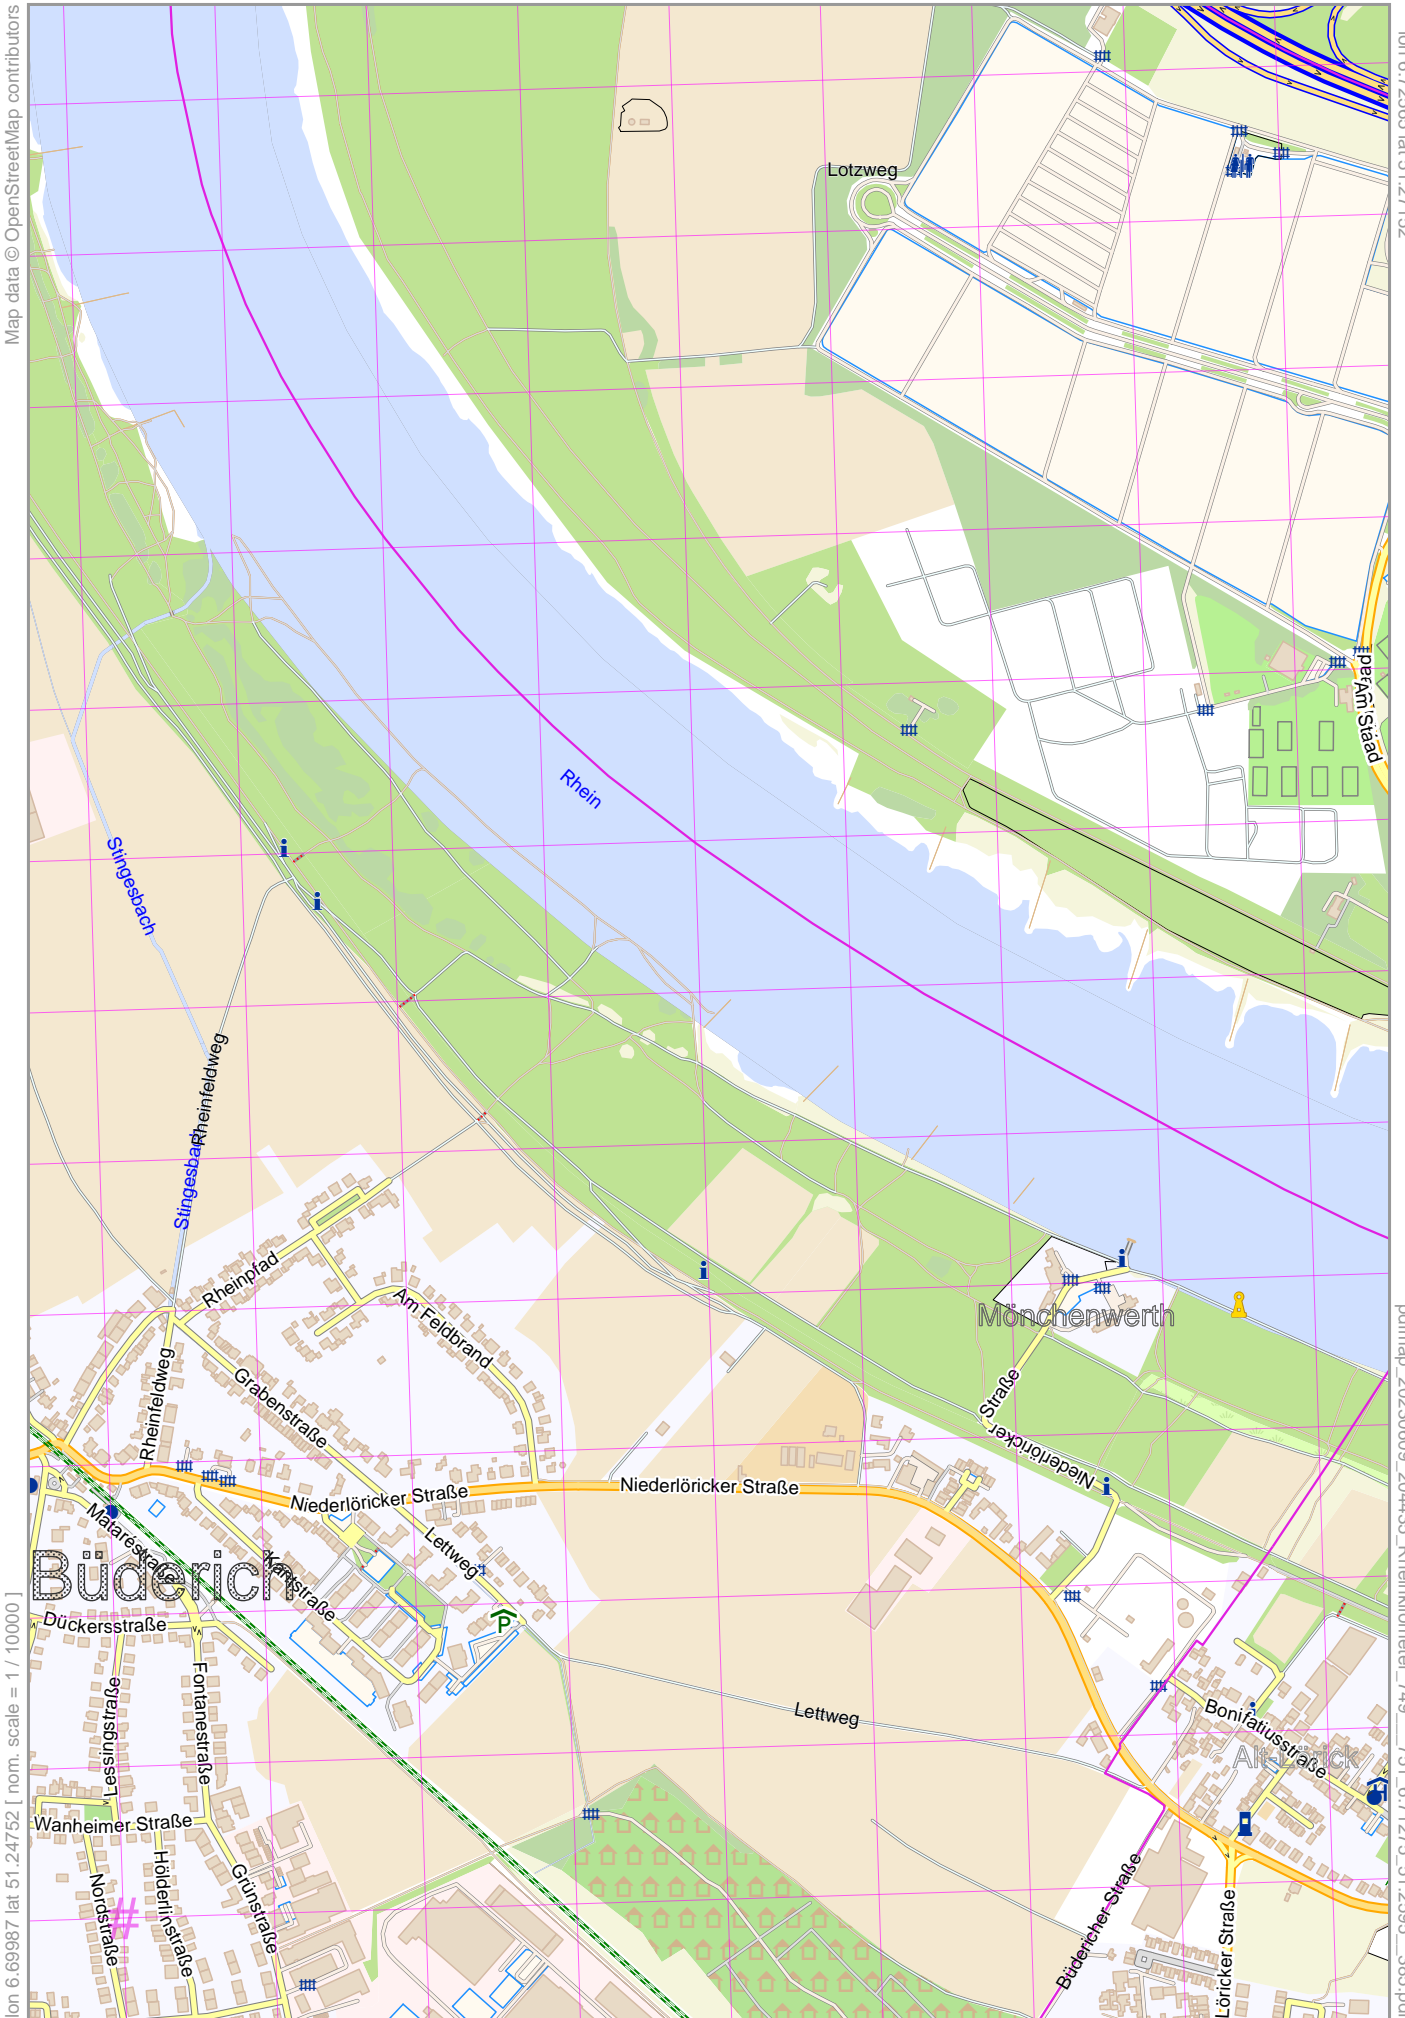 Map data © OpenStreetMap contributors
Lotzweg
Am Staad
Rhein
Stingesbach
Rheinfeldweg
Stingesbach
Rheinpfad
Am Feldbrand
Mönchenwerth
Rheinfeldweg
Grabenstraße
Niederlöricker Straße
Niederlöricker Straße
Niederlöricker Straße
Matarèstraße
Lettweg
Büderich
Kantstraße
P
Dückersstraße
Lessingstraße
Fontanestraße
Lettweg
Bonifatiusstraße
Alt-Lörick
Wanheimer Straße
Nordstraße
Hölderlinstraße
Grünstraße
#
Büdericher Straße
Löricker Straße
lon 6.69987 lat 51.24752 [ nom. scale = 1 / 10000 ]